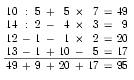 10 : 5 + 5 × 7 = 49
14 : 2 − 4 × 3 = 9
12 − 1 − 1 × 2 = 20
13 − 1 + 10 − 5 = 17
49 + 9 + 20 + 17 = 95